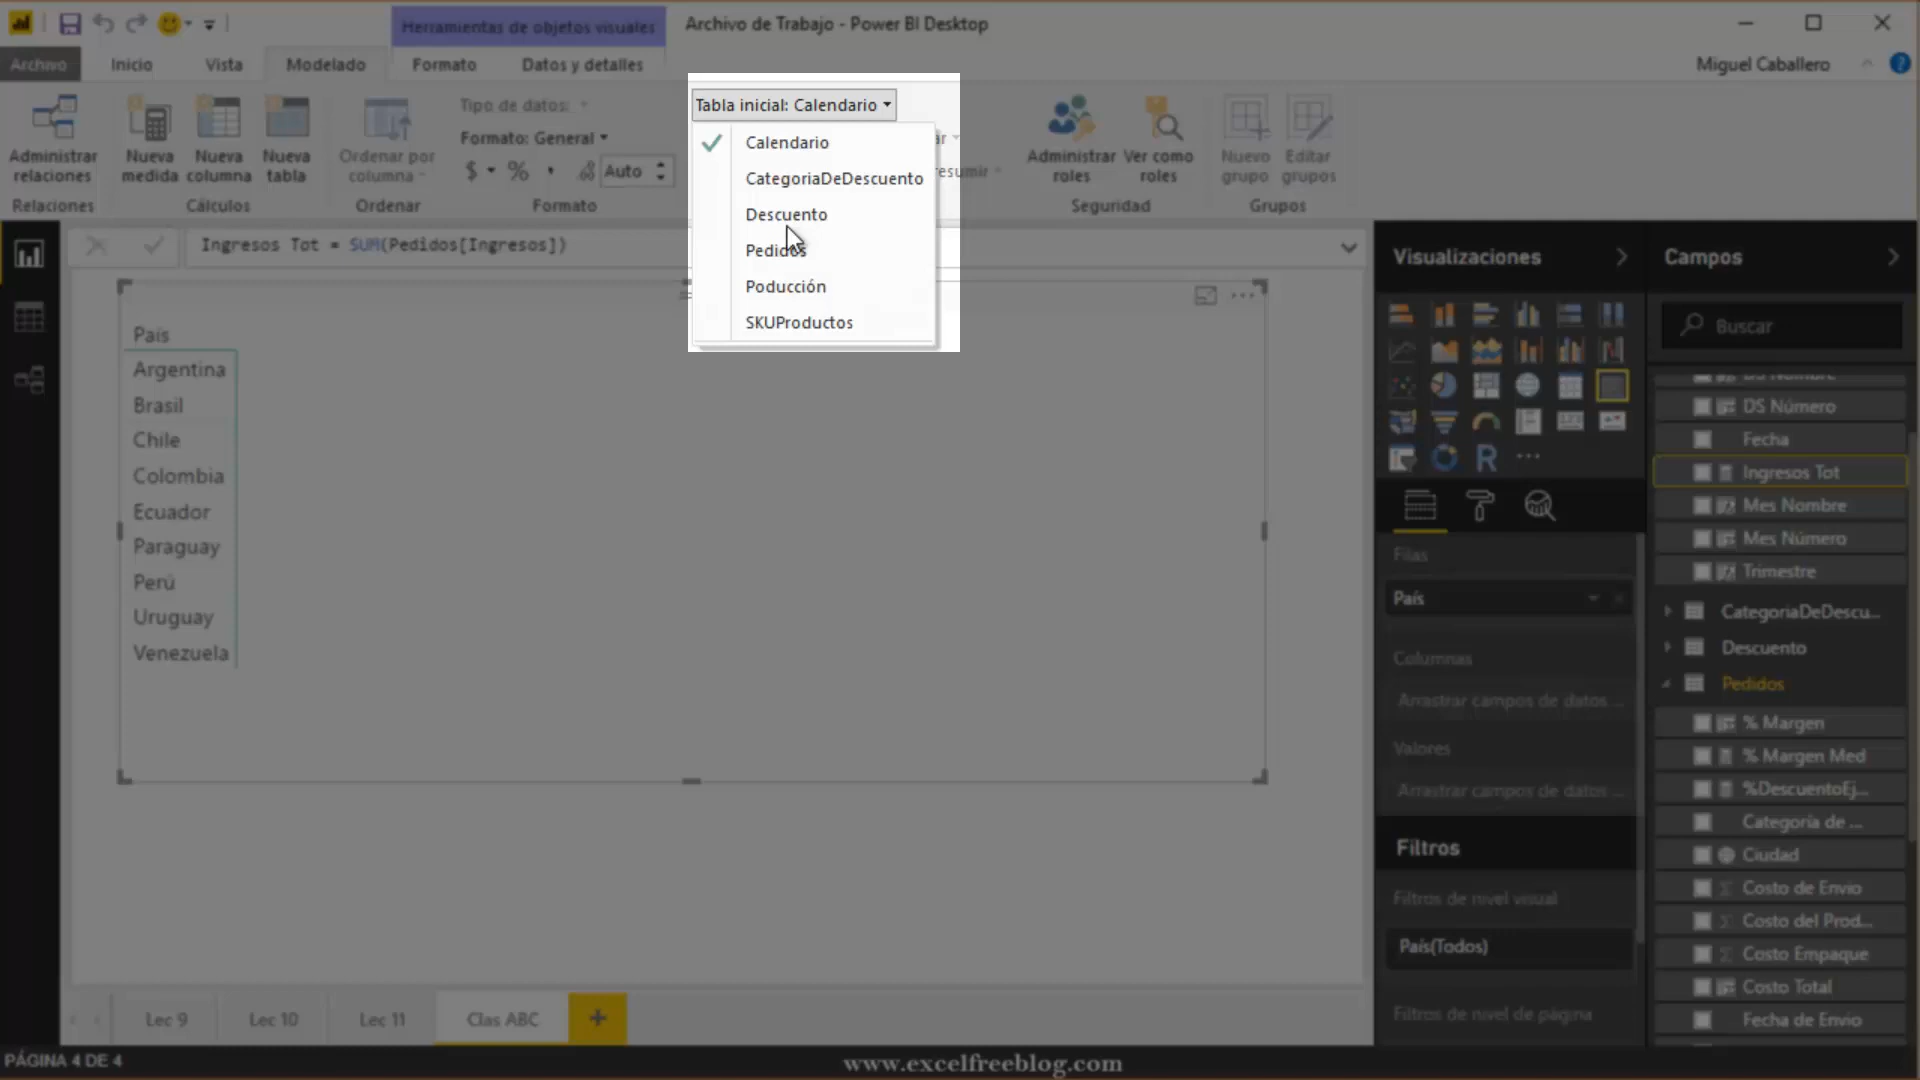 Herramientas de objetos visuales
Archivo de Trabajo - Power BI Desktop
Archivo
Inicio
Vista
Modelado
Formato
Datos y detalles
Miguel Caballero
Administrar relaciones
Nueva medida
Nueva columna
Nueva tabla
Ordenar por columna
Tipo de datos:
Formato: General
$ % Auto
Relaciones
Cálculos
Ordenar
Formato
Tabla inicial: Calendario
Calendario
CategoriaDeDescuento
Descuento
Pedidos
Poducción
SKUProductos
Administrar roles
Ver como roles
Nuevo grupo
Editar grupos
Seguridad
Grupos
Ingresos Tot = SUM(Pedidos[Ingresos])
País
Argentina
Brasil
Chile
Colombia
Ecuador
Paraguay
Perú
Uruguay
Venezuela
Visualizaciones
R
Filas
País
Columnas
Arrastrar campos de datos ...
Valores
Arrastrar campos de datos ...
Filtros
Filtros de nivel visual
País(Todos)
Filtros de nivel de página
Campos
Buscar
DS Número
Fecha
Ingresos Tot
Mes Nombre
Mes Número
Trimestre
CategoriaDeDescu...
Descuento
Pedidos
% Margen
% Margen Med
%DescuentoEj...
Categoría de ...
Ciudad
Costo de Envio
Costo del Prod...
Costo Empaque
Costo Total
Fecha de Envio
Lec 9
Lec 10
Lec 11
Clas ABC
PÁGINA 4 DE 4
www.excelfreeblog.com